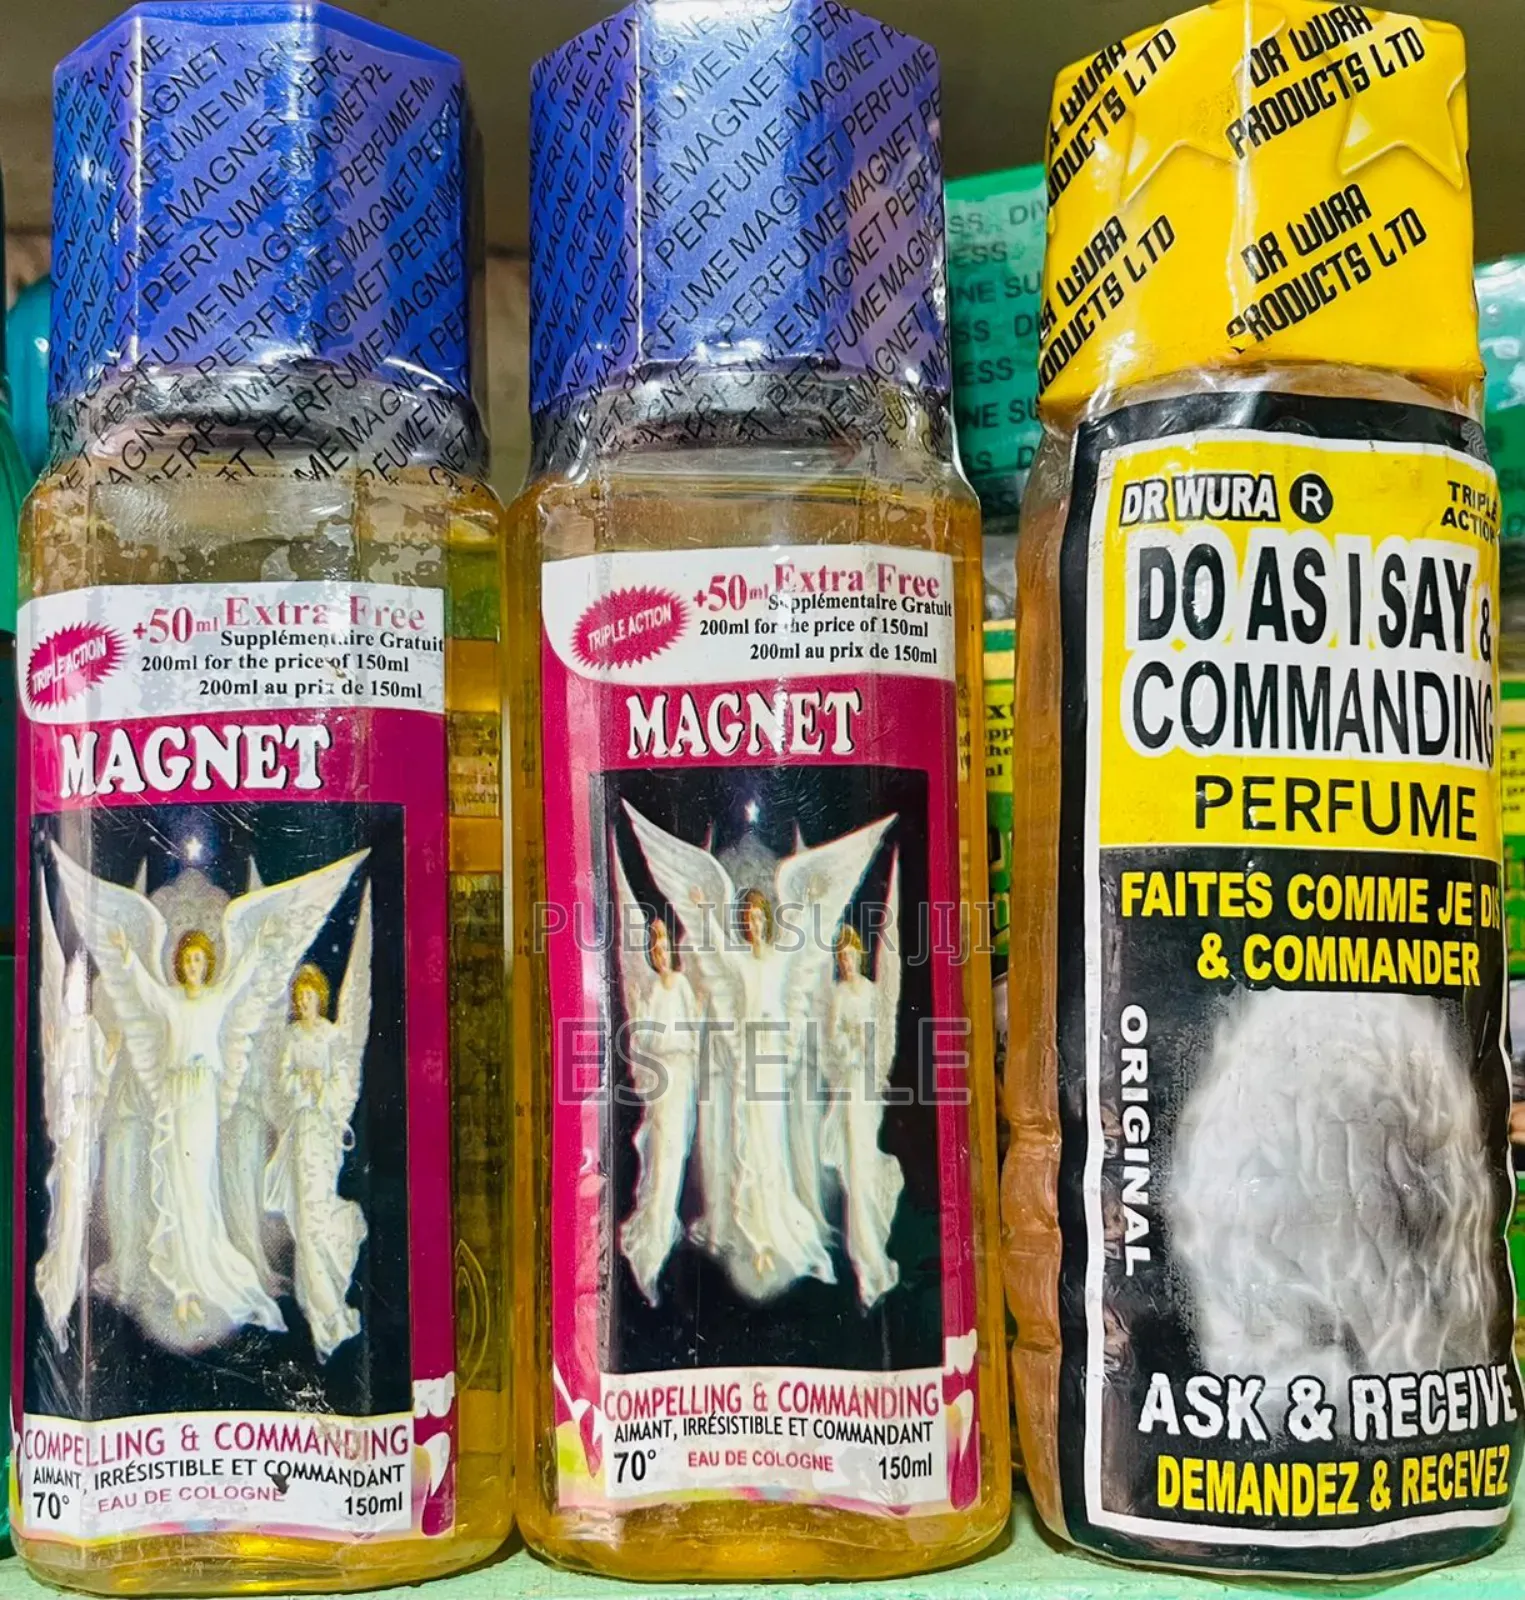 MAGNET PERFUME
TRIPLE ACTION
+50ml Extra Free
Supplémentaire Gratuit
200ml for the price of 150ml
200ml au prix de 150ml
MAGNET
COMPELLING & COMMANDING
AIMANT, IRRÉSISTIBLE ET COMMANDANT
70° EAU DE COLOGNE 150ml
MAGNET PERFUME
TRIPLE ACTION
+50ml Extra Free
Supplémentaire Gratuit
200ml for the price of 150ml
200ml au prix de 150ml
MAGNET
COMPELLING & COMMANDING
AIMANT, IRRÉSISTIBLE ET COMMANDANT
70° EAU DE COLOGNE 150ml
DR WURA
PRODUCTS LTD
DR WURA
PRODUCTS LTD
DR WURA ®
TRIPLE
ACTION
DO AS I SAY &
COMMANDING
PERFUME
FAITES COMME JE DIS
& COMMANDER
ORIGINAL
ASK & RECEIVE
DEMANDEZ & RECEVEZ
PUBLIE SUR JIJI
ESTELLE